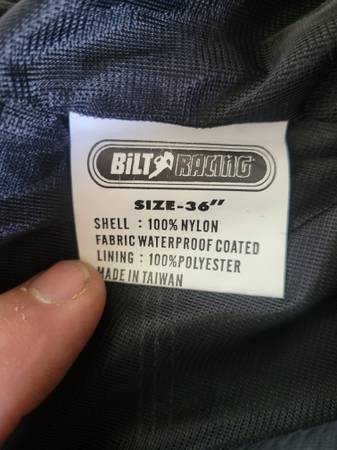 BiLT RACING
SIZE-36"
SHELL : 100% NYLON
FABRIC WATERPROOF COATED
LINING : 100% POLYESTER
MADE IN TAIWAN